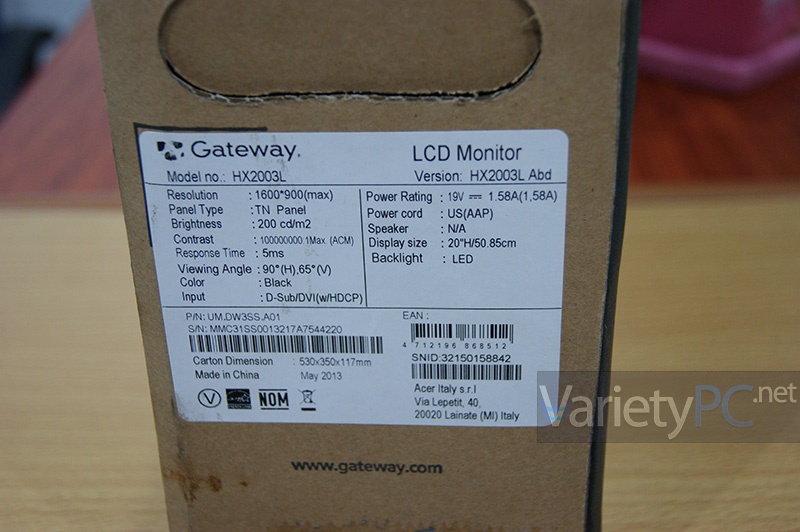 Gateway. LCD Monitor
Model no.: HX2003L Version: HX2003L Abd
Resolution : 1600*900(max)
Panel Type : TN Panel
Brightness : 200 cd/m2
Contrast : 100000000:1Max. (ACM)
Response Time : 5ms
Viewing Angle : 90°(H),65°(V)
Color : Black
Input : D-Sub/DVI(w/HDCP)
Power Rating : 19V 1.58A(1.58A)
Power cord : US(AAP)
Speaker : N/A
Display size : 20"H/50.85cm
Backlight : LED
P/N: UM.DW3SS.A01
S/N: MMC31SS0013217A7544220
Carton Dimension : 530x350x117mm
Made in China May 2013
V
NOM
EAN :
4 712196 868512
SNID:32150158842
Acer Italy s.r.l
Via Lepetit, 40,
20020 Lainate (MI) Italy
VarietyPC.net
www.gateway.com